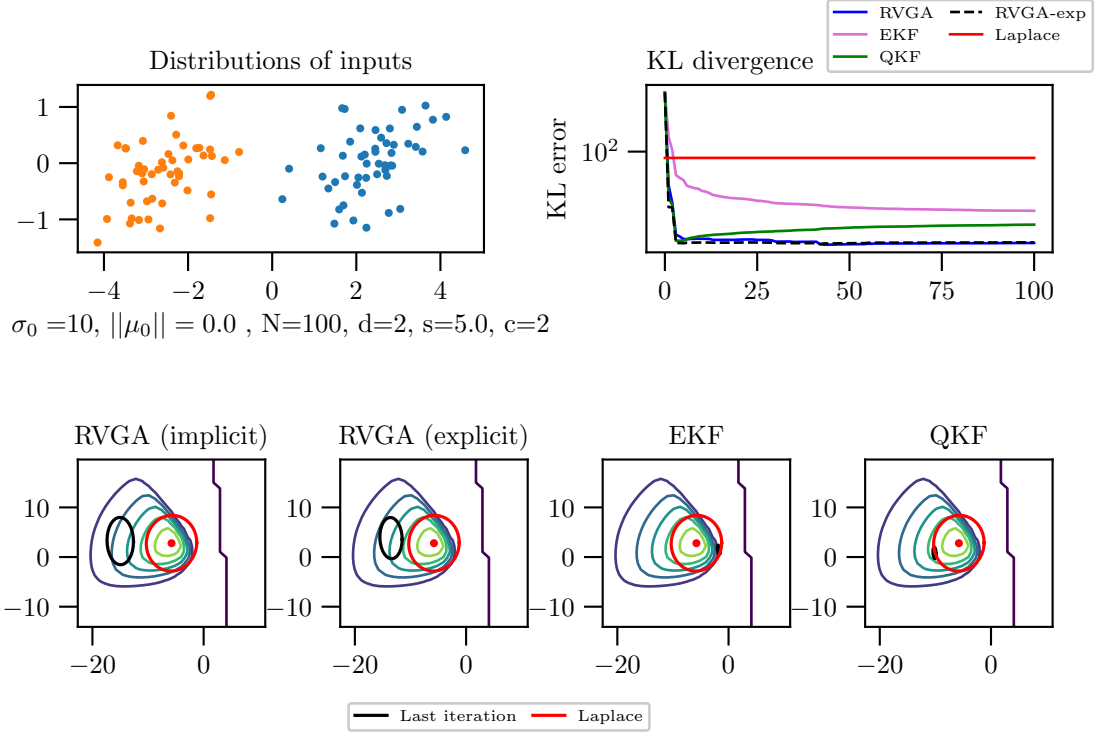 RVGA RVGA-exp
EKF Laplace
QKF
Distributions of inputs KL divergence
1
0
−1
−4 −2 0 2 4
σ₀ =10, ||μ₀|| = 0.0 , N=100, d=2, s=5.0, c=2
KL error
10²
0 25 50 75 100
RVGA (implicit) RVGA (explicit) EKF QKF
10 10 10 10
0 0 0 0
−10 −10 −10 −10
−20 0 −20 0 −20 0 −20 0
Last iteration Laplace